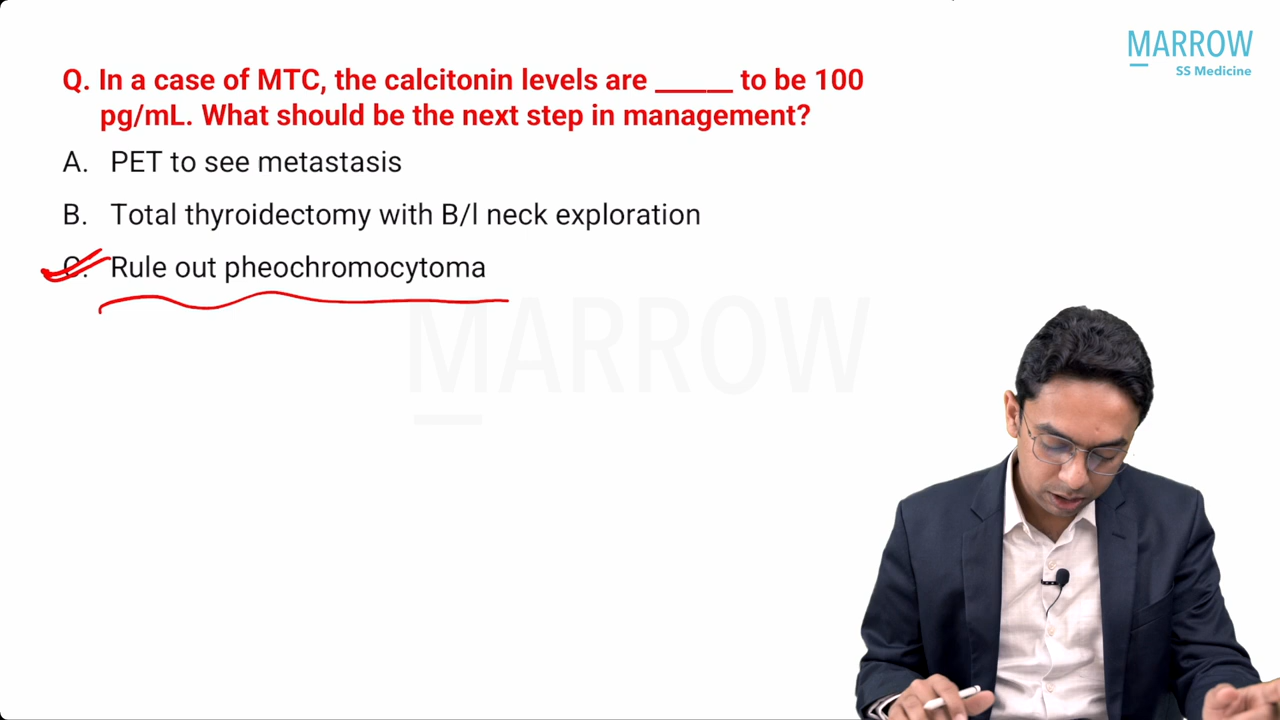 MARROW
SS Medicine
Q. In a case of MTC, the calcitonin levels are _____ to be 100
pg/mL. What should be the next step in management?
A. PET to see metastasis
B. Total thyroidectomy with B/l neck exploration
C. Rule out pheochromocytoma
MARROW